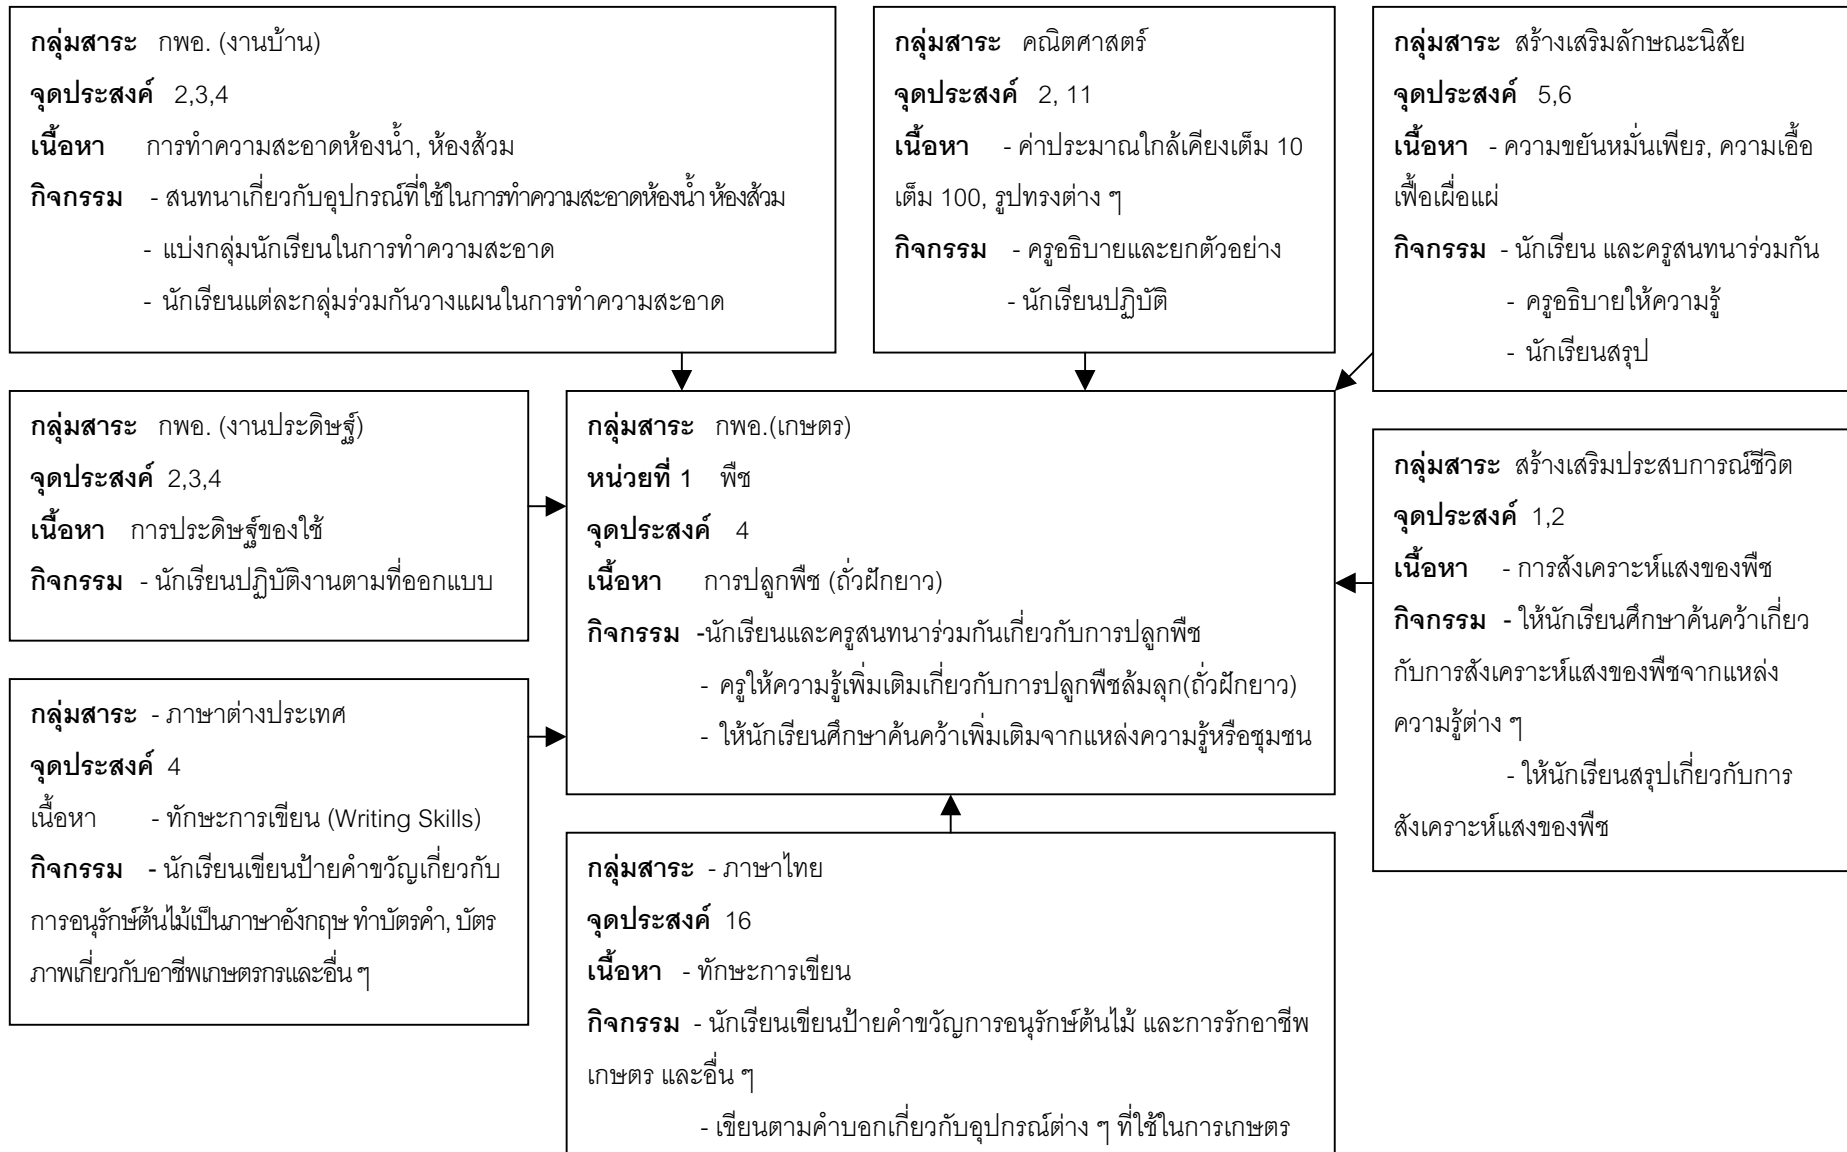 กลุ่มสาระ กพอ. (งานบ้าน)
จุดประสงค์ 2,3,4
เนื้อหา การทำความสะอาดห้องน้ำ, ห้องส้วม
กิจกรรม - สนทนาเกี่ยวกับอุปกรณ์ที่ใช้ในการทำความสะอาดห้องน้ำ ห้องส้วม
- แบ่งกลุ่มนักเรียนในการทำความสะอาด
- นักเรียนแต่ละกลุ่มร่วมกันวางแผนในการทำความสะอาด
กลุ่มสาระ คณิตศาสตร์
จุดประสงค์ 2, 11
เนื้อหา - ค่าประมาณใกล้เคียงเต็ม 10
เต็ม 100, รูปทรงต่าง ๆ
กิจกรรม - ครูอธิบายและยกตัวอย่าง
- นักเรียนปฏิบัติ
กลุ่มสาระ สร้างเสริมลักษณะนิสัย
จุดประสงค์ 5,6
เนื้อหา - ความขยันหมั่นเพียร, ความเอื้อ
เฟื้อเผื่อแผ่
กิจกรรม - นักเรียน และครูสนทนาร่วมกัน
- ครูอธิบายให้ความรู้
- นักเรียนสรุป
กลุ่มสาระ กพอ. (งานประดิษฐ์)
จุดประสงค์ 2,3,4
เนื้อหา การประดิษฐ์ของใช้
กิจกรรม - นักเรียนปฏิบัติงานตามที่ออกแบบ
กลุ่มสาระ กพอ.(เกษตร)
หน่วยที่ 1 พืช
จุดประสงค์ 4
เนื้อหา การปลูกพืช (ถั่วฝักยาว)
กิจกรรม -นักเรียนและครูสนทนาร่วมกันเกี่ยวกับการปลูกพืช
- ครูให้ความรู้เพิ่มเติมเกี่ยวกับการปลูกพืชล้มลุก(ถั่วฝักยาว)
- ให้นักเรียนศึกษาค้นคว้าเพิ่มเติมจากแหล่งความรู้หรือชุมชน
กลุ่มสาระ สร้างเสริมประสบการณ์ชีวิต
จุดประสงค์ 1,2
เนื้อหา - การสังเคราะห์แสงของพืช
กิจกรรม - ให้นักเรียนศึกษาค้นคว้าเกี่ยว
กับการสังเคราะห์แสงของพืชจากแหล่ง
ความรู้ต่าง ๆ
- ให้นักเรียนสรุปเกี่ยวกับการ
สังเคราะห์แสงของพืช
กลุ่มสาระ - ภาษาต่างประเทศ
จุดประสงค์ 4
เนื้อหา - ทักษะการเขียน (Writing Skills)
กิจกรรม - นักเรียนเขียนป้ายคำขวัญเกี่ยวกับ
การอนุรักษ์ต้นไม้เป็นภาษาอังกฤษ ทำบัตรคำ, บัตร
ภาพเกี่ยวกับอาชีพเกษตรกรและอื่น ๆ
กลุ่มสาระ - ภาษาไทย
จุดประสงค์ 16
เนื้อหา - ทักษะการเขียน
กิจกรรม - นักเรียนเขียนป้ายคำขวัญการอนุรักษ์ต้นไม้ และการรักอาชีพ
เกษตร และอื่น ๆ
- เขียนตามคำบอกเกี่ยวกับอุปกรณ์ต่าง ๆ ที่ใช้ในการเกษตร